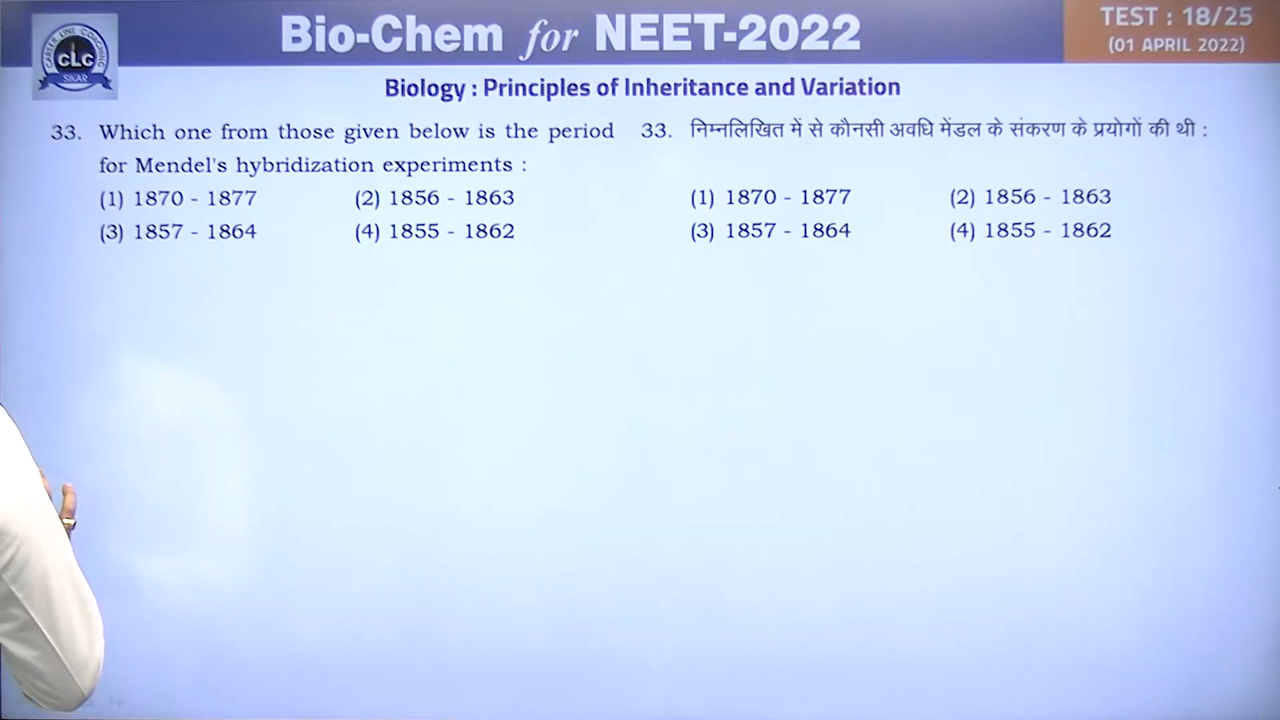 Bio-Chem for NEET-2022
TEST : 18/25
(01 APRIL 2022)
CAREER LINE COACHING
CLC
SIKAR
Biology : Principles of Inheritance and Variation
33. Which one from those given below is the period
for Mendel's hybridization experiments :
(1) 1870 - 1877 (2) 1856 - 1863
(3) 1857 - 1864 (4) 1855 - 1862
33. निम्नलिखित में से कौनसी अवधि मेंडल के संकरण के प्रयोगों की थी :
(1) 1870 - 1877 (2) 1856 - 1863
(3) 1857 - 1864 (4) 1855 - 1862